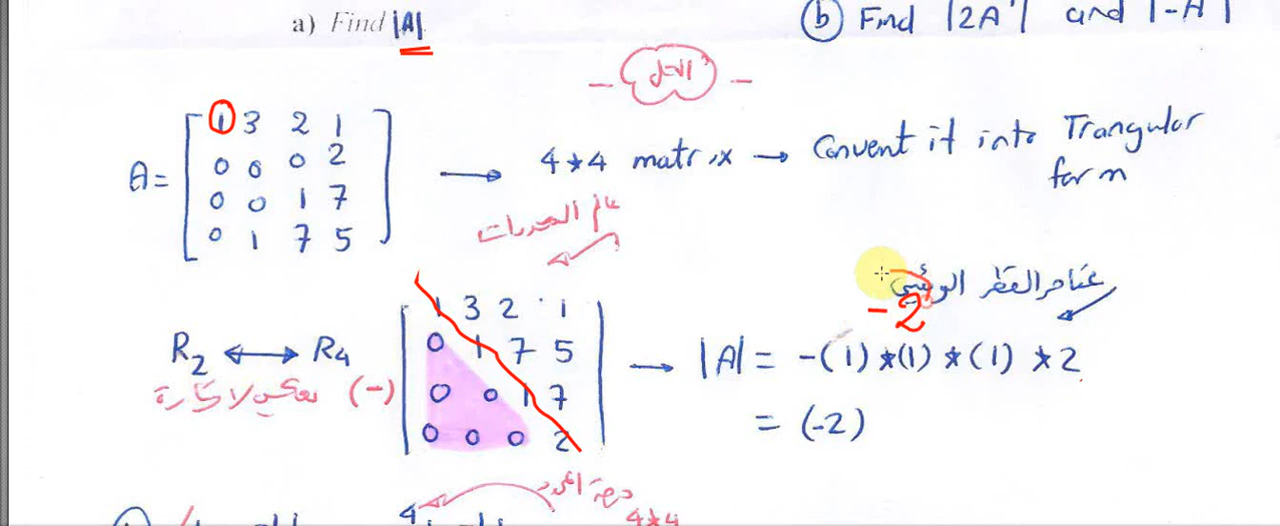 a) Find |A|
(b) Find |2A
and |-A
الحل
A = [ 1 3 2 1
0 0 0 2
0 0 1 7
0 1 7 5 ]
→ 4*4 matrix → Convent it into Trangular form
عناصر القطر
-2
R2 ↔ R4
(-)
| 1 3 2 1
0 1 7 5
0 0 1 7
0 0 0 2 |
→ |A| = -(1)*(1)*(1)*2
= (-2)
4*4
4